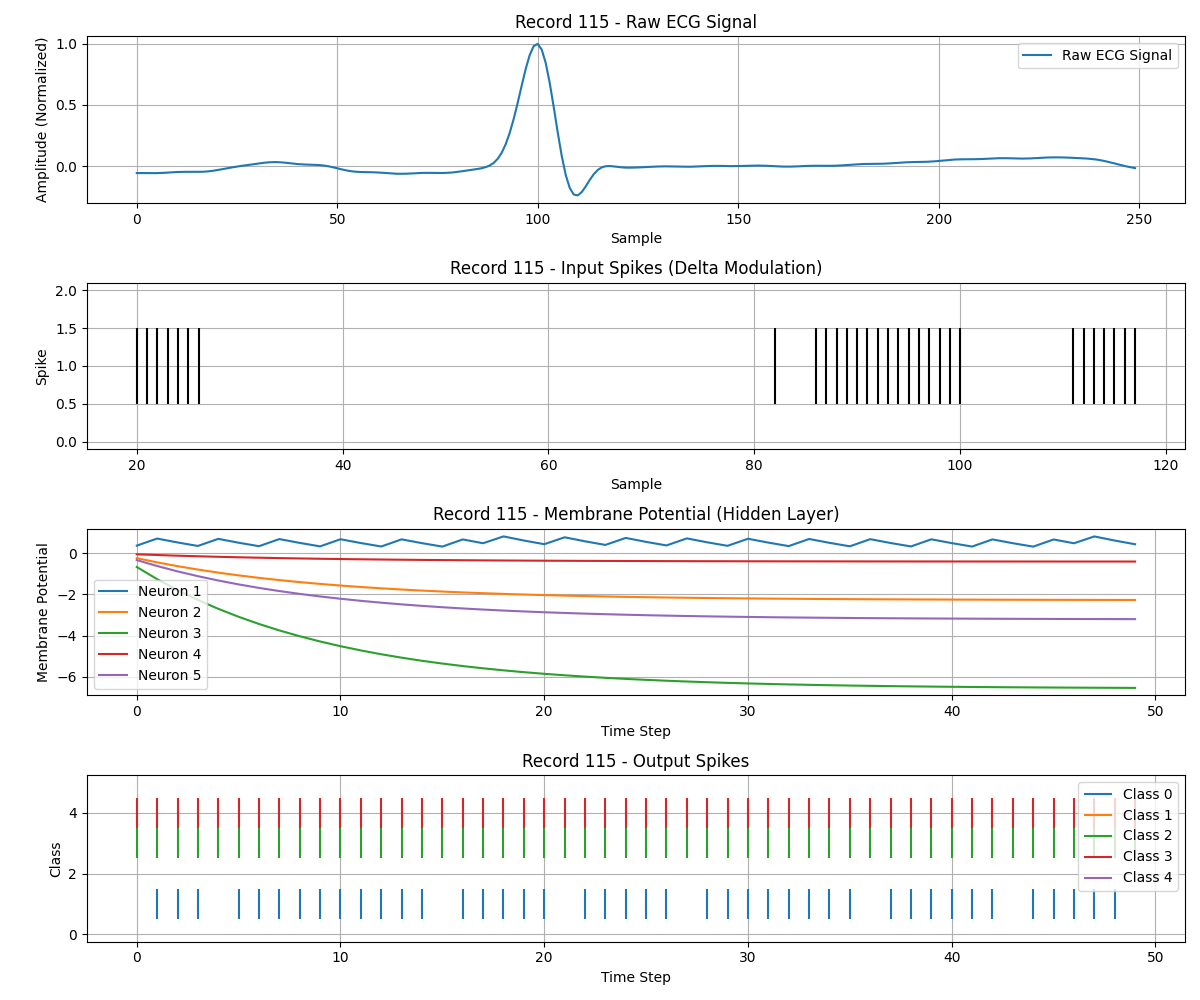 Record 115 - Raw ECG Signal
Amplitude (Normalized)
1.0
0.5
0.0
Raw ECG Signal
0 50 100 150 200 250
Sample
Record 115 - Input Spikes (Delta Modulation)
Spike
2.0
1.5
1.0
0.5
0.0
20 40 60 80 100 120
Sample
Record 115 - Membrane Potential (Hidden Layer)
Membrane Potential
0
−2
−4
−6
Neuron 1
Neuron 2
Neuron 3
Neuron 4
Neuron 5
0 10 20 30 40 50
Time Step
Record 115 - Output Spikes
Class
4
2
0
Class 0
Class 1
Class 2
Class 3
Class 4
0 10 20 30 40 50
Time Step